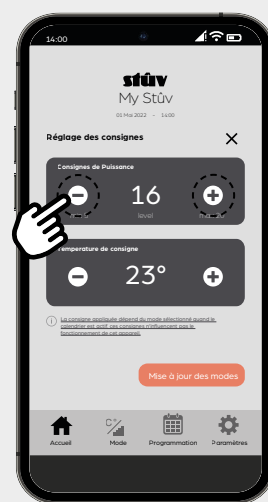 14:00
stûv
My Stûv
03 Mai 2022 - 14:00
Réglage des consignes
Consignes de Puissance
16
level
Température de consigne
23°
La consigne appliquée dépend du mode sélectionné quand le
calendrier est actif, ces consignes n'influencent pas le
fonctionnement de cet appareil.
Mise à jour des modes
Accueil Mode Programmation Paramètres